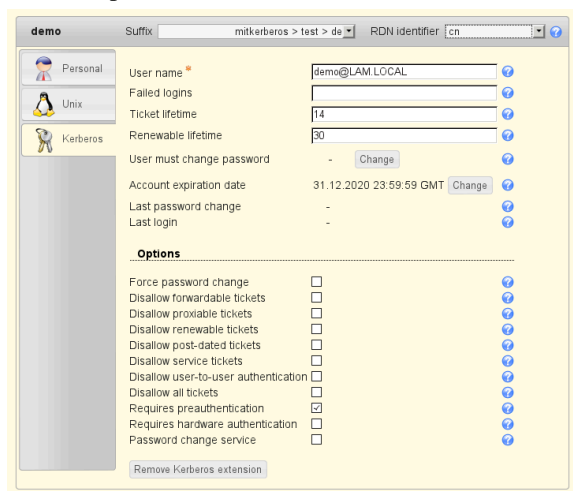 demo Suffix mitkerberos > test > de RDN identifier cn
Personal
Unix
Kerberos
User name *
demo@LAM.LOCAL
Failed logins
Ticket lifetime 14
Renewable lifetime 30
User must change password - Change
Account expiration date 31.12.2020 23:59:59 GMT Change
Last password change -
Last login -
Options
Force password change
Disallow forwardable tickets
Disallow proxiable tickets
Disallow renewable tickets
Disallow post-dated tickets
Disallow service tickets
Disallow user-to-user authentication
Disallow all tickets
Requires preauthentication
Requires hardware authentication
Password change service
Remove Kerberos extension